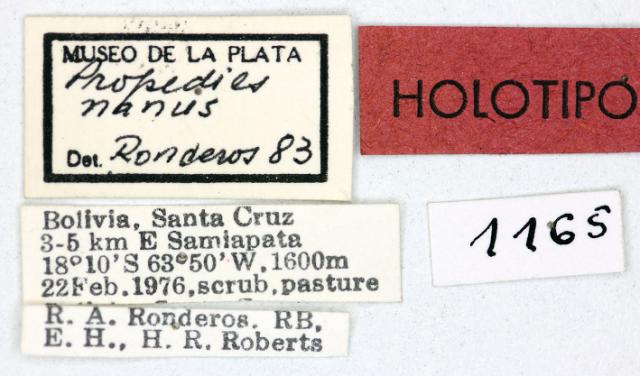 MUSEO DE LA PLATA
Propedies
nanus
Det. Ronderos 83
HOLOTIPO
Bolivia, Santa Cruz
3-5 km E Samiapata
18°10'S 63°50'W, 1600m
22Feb. 1976, scrub, pasture
R. A. Ronderos, RB,
E. H., H. R. Roberts
1165